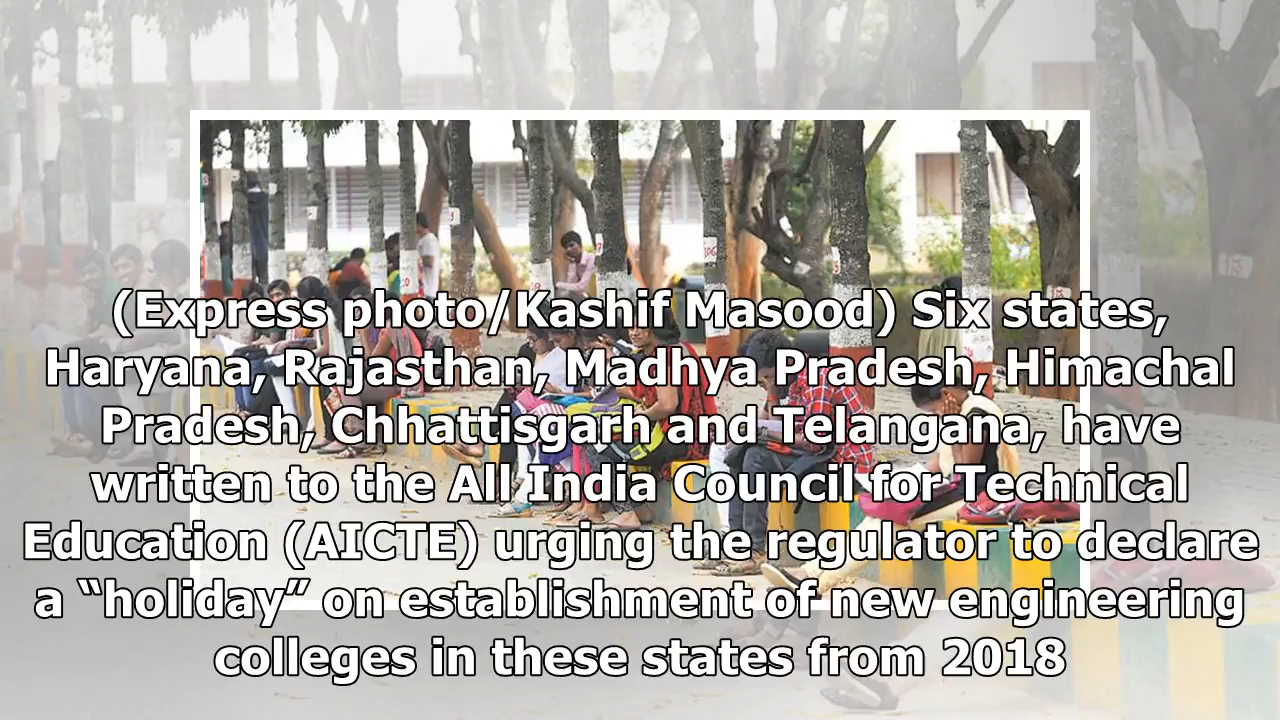 (Express photo/Kashif Masood) Six states,
Haryana, Rajasthan, Madhya Pradesh, Himachal
Pradesh, Chhattisgarh and Telangana, have
written to the All India Council for Technical
Education (AICTE) urging the regulator to declare
a “holiday” on establishment of new engineering
colleges in these states from 2018